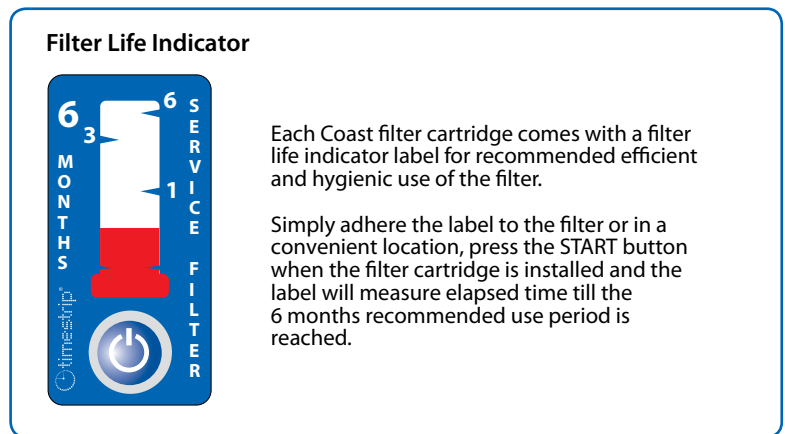 Filter Life Indicator
6
MONTHS
6
3
1
SERVICE FILTER
timestrip®
Each Coast filter cartridge comes with a filter
life indicator label for recommended efficient
and hygienic use of the filter.
Simply adhere the label to the filter or in a
convenient location, press the START button
when the filter cartridge is installed and the
label will measure elapsed time till the
6 months recommended use period is
reached.